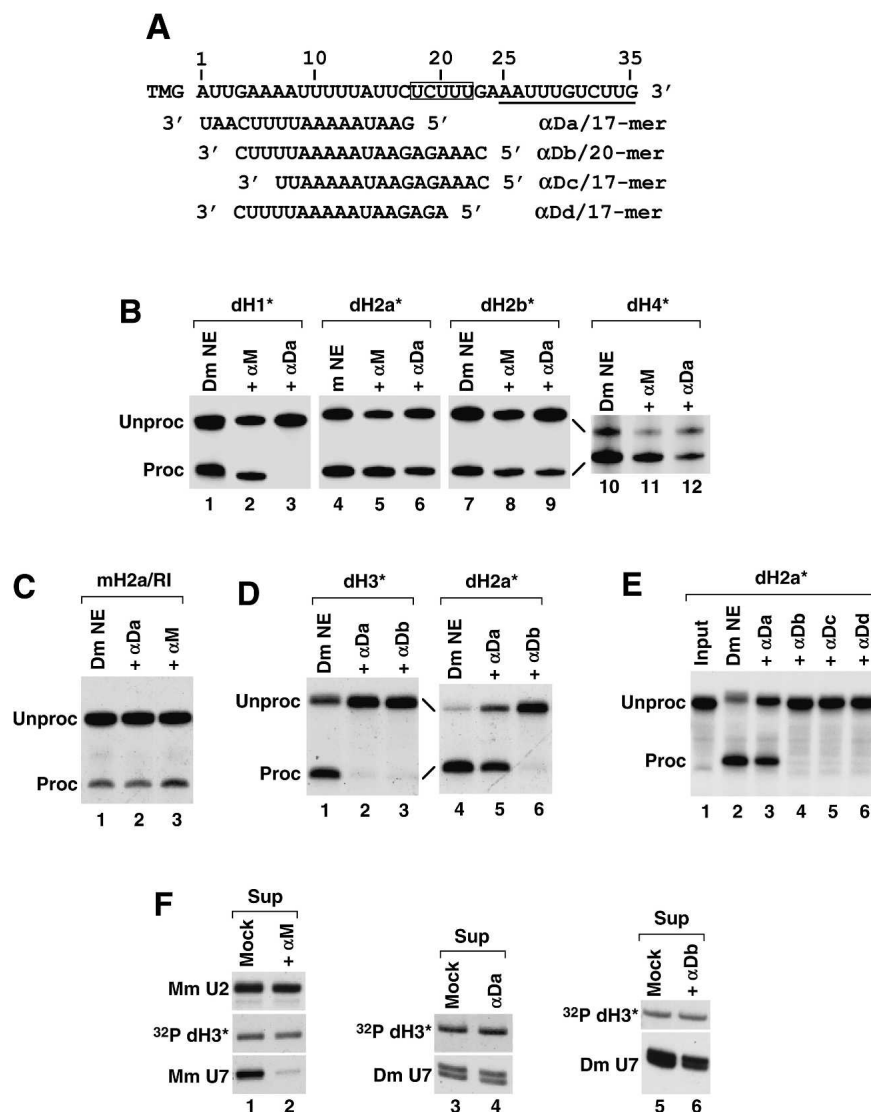 A
1 10 20 25 35
TMG AUUGAAAAUUUUUAUUCUCUUUGAAAUUUGUCUUG 3′
3′ UAACUUUUAAAAAUAAG 5′ αDa/17-mer
3′ CUUUUAAAAAUAAGAGAAAC 5′ αDb/20-mer
3′ UUAAAAAUAAGAGAAAC 5′ αDc/17-mer
3′ CUUUUAAAAAUAAGAGA 5′ αDd/17-mer
B
dH1* dH2a* dH2b* dH4*
Dm NE + αM + αDa m NE + αM + αDa Dm NE + αM + αDa Dm NE + αM + αDa
Unproc
Proc
1 2 3 4 5 6 7 8 9 10 11 12
C
mH2a/RI
Dm NE + αDa + αM
Unproc
Proc
1 2 3
D
dH3* dH2a*
Dm NE + αDa + αDb Dm NE + αDa + αDb
Unproc
Proc
1 2 3 4 5 6
E
dH2a*
Input Dm NE + αDa + αDb + αDc + αDd
Unproc
Proc
1 2 3 4 5 6
F
Sup
Mock + αM
Mm U2
32P dH3*
Mm U7
1 2
Sup
Mock αDa
32P dH3*
Dm U7
3 4
Sup
Mock + αDb
32P dH3*
Dm U7
5 6